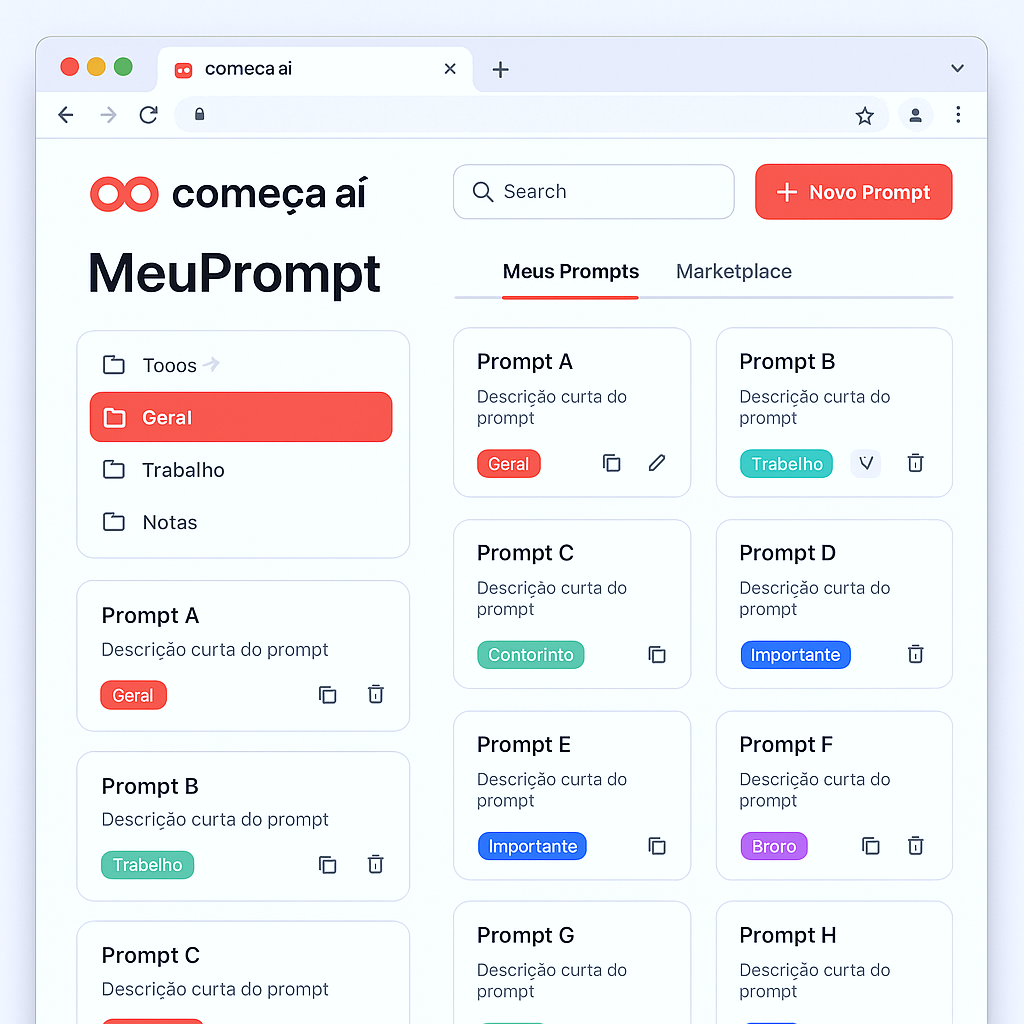 comeca ai
começa aí
Search
Novo Prompt
MeuPrompt
Meus Prompts
Marketplace
Tooos
Geral
Trabalho
Notas
Prompt A
Descrição curta do prompt
Geral
Prompt B
Descrição curta do prompt
Trabelho
Prompt C
Descrição curta do prompt
Prompt A
Descrição curta do
prompt
Geral
Prompt B
Descrição curta do
prompt
Trabelho
Prompt C
Descrição curta do
prompt
Contorinto
Prompt D
Descrição curta do
prompt
Importante
Prompt E
Descrição curta do
prompt
Importante
Prompt F
Descrição curta do
prompt
Broro
Prompt G
Descrição curta do
prompt
Prompt H
Descrição curta do
prompt